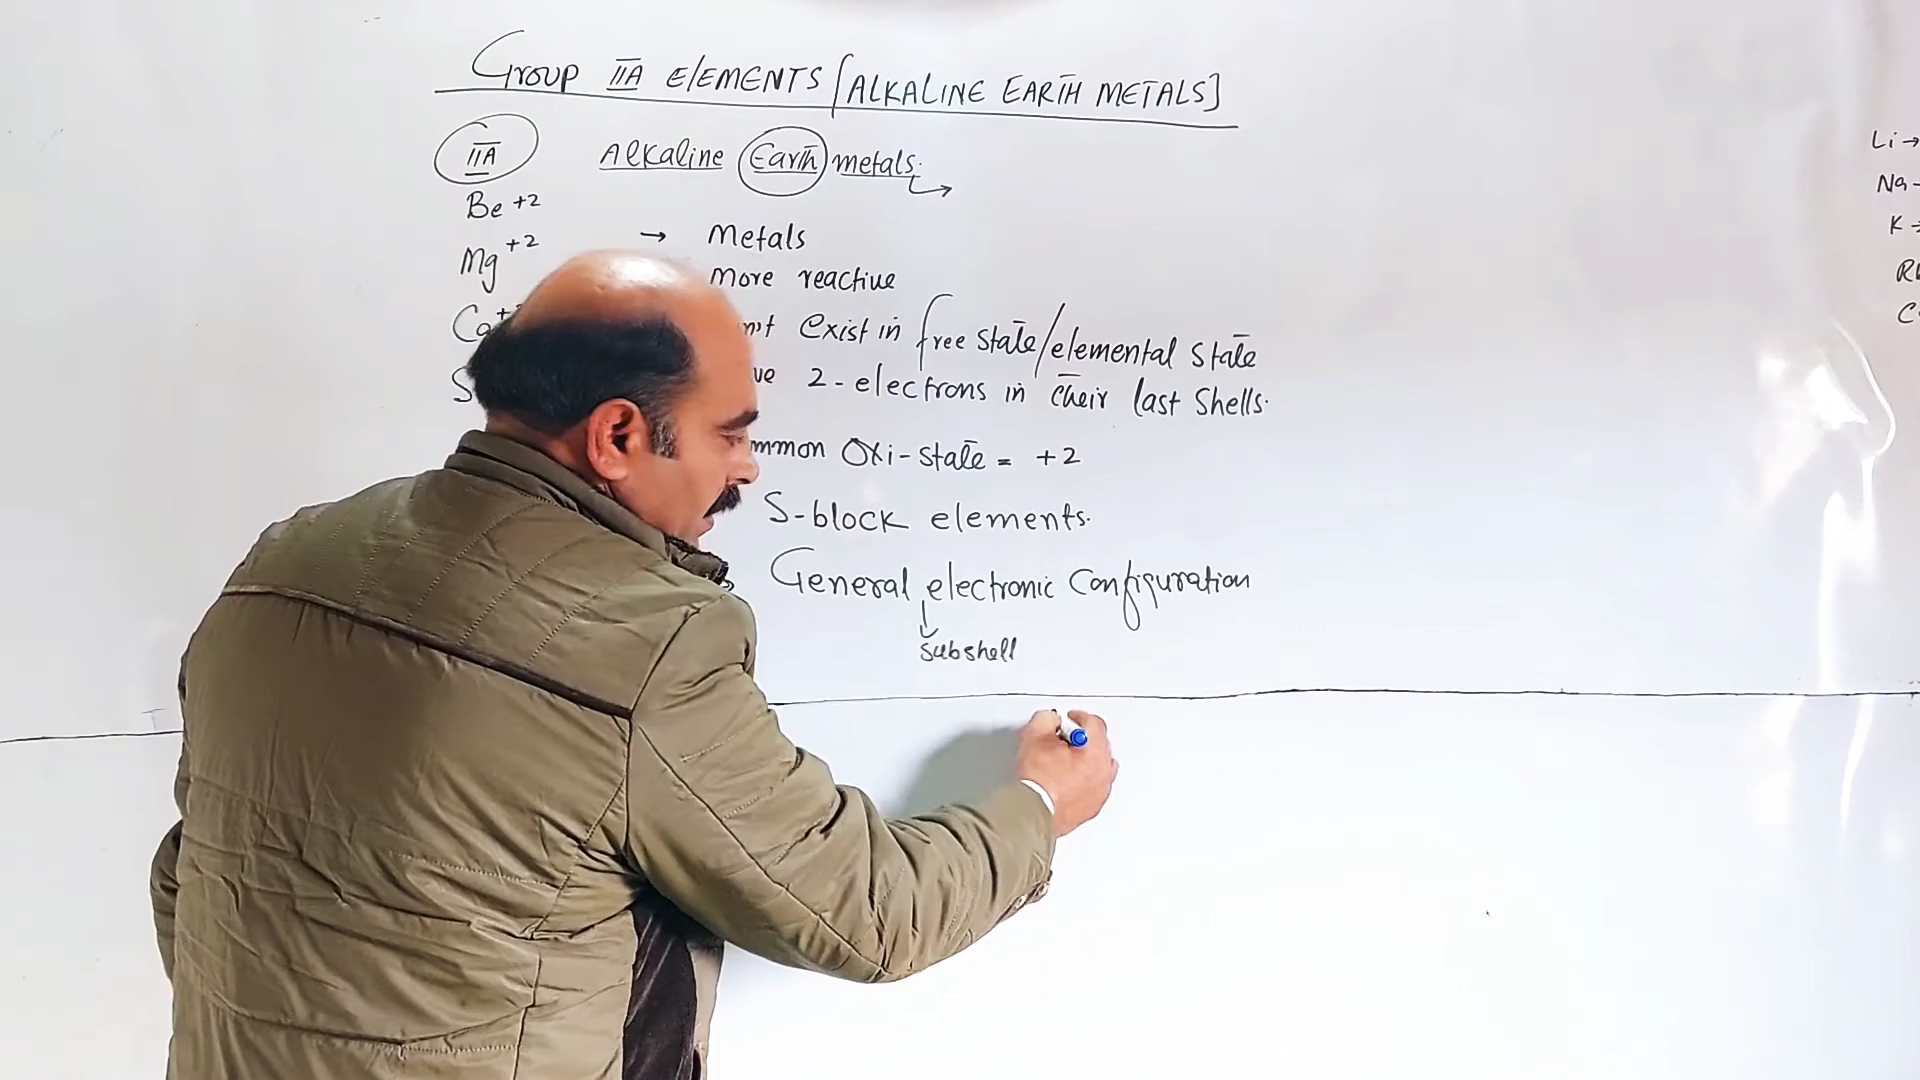 Group IIA ElEMENTS [ALKALINE EARTH METALS]
IIA Alkaline Earth metals.
Be +2
Mg +2
→ Metals
More reactive
Ca
exist in free state/elemental state
2-electrons in their last shells.
Oxi-state = +2
S-block elements.
General electronic Configuration
Subshell
Li →
Na -
K →